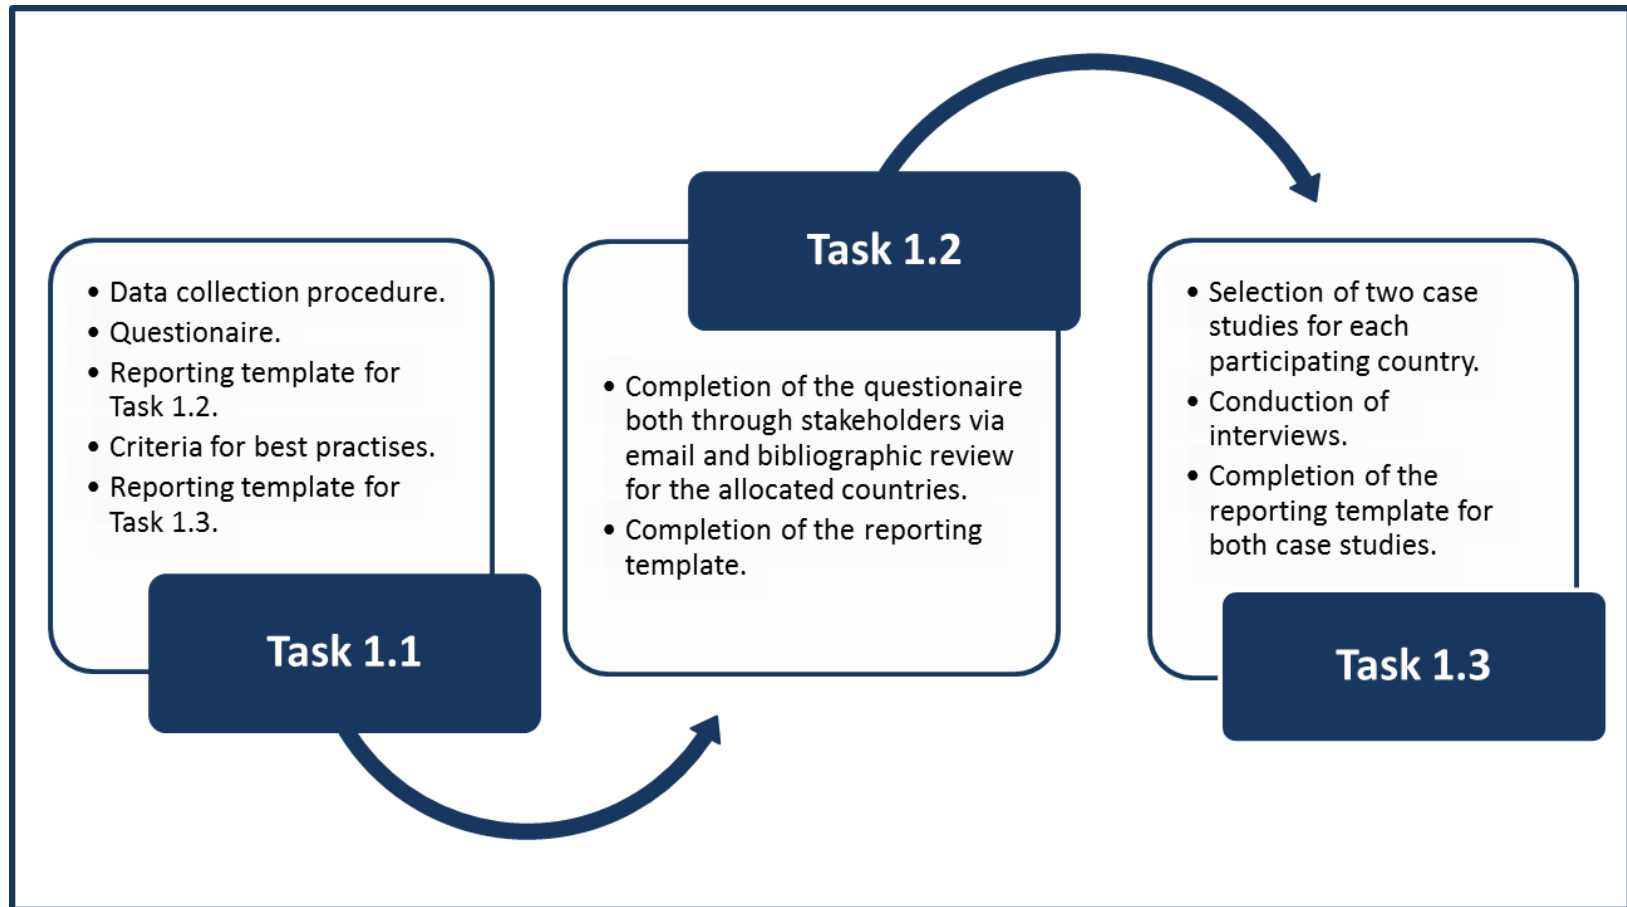 • Data collection procedure.
• Questionaire.
• Reporting template for
Task 1.2.
• Criteria for best practises.
• Reporting template for
Task 1.3.
Task 1.1
Task 1.2
• Completion of the questionaire
both through stakeholders via
email and bibliographic review
for the allocated countries.
• Completion of the reporting
template.
• Selection of two case
studies for each
participating country.
• Conduction of
interviews.
• Completion of the
reporting template for
both case studies.
Task 1.3